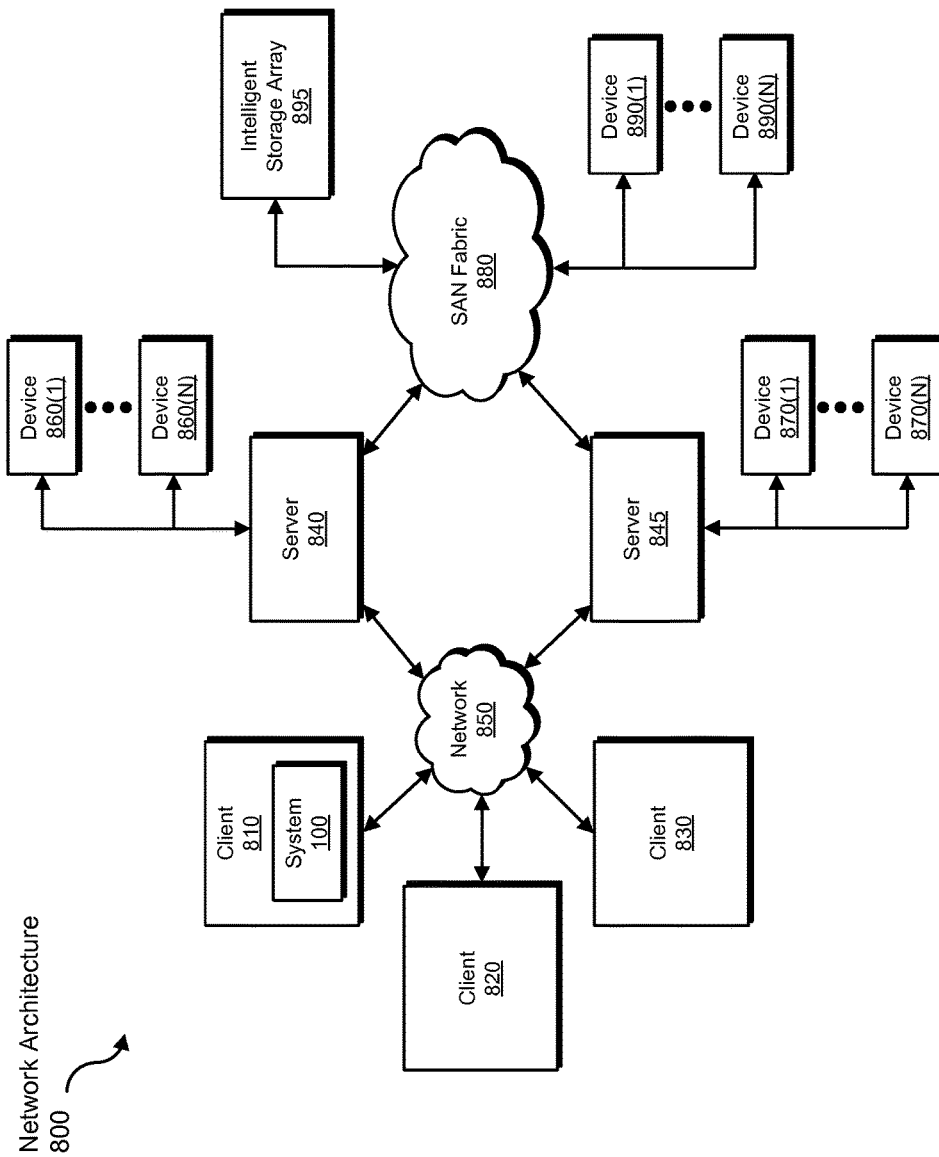 Network Architecture
800
Client
810
System
100
Client
820
Client
830
Network
850
Server
840
Server
845
Device
860(1)
Device
860(N)
Device
870(1)
Device
870(N)
SAN Fabric
880
Intelligent
Storage Array
895
Device
890(1)
Device
890(N)